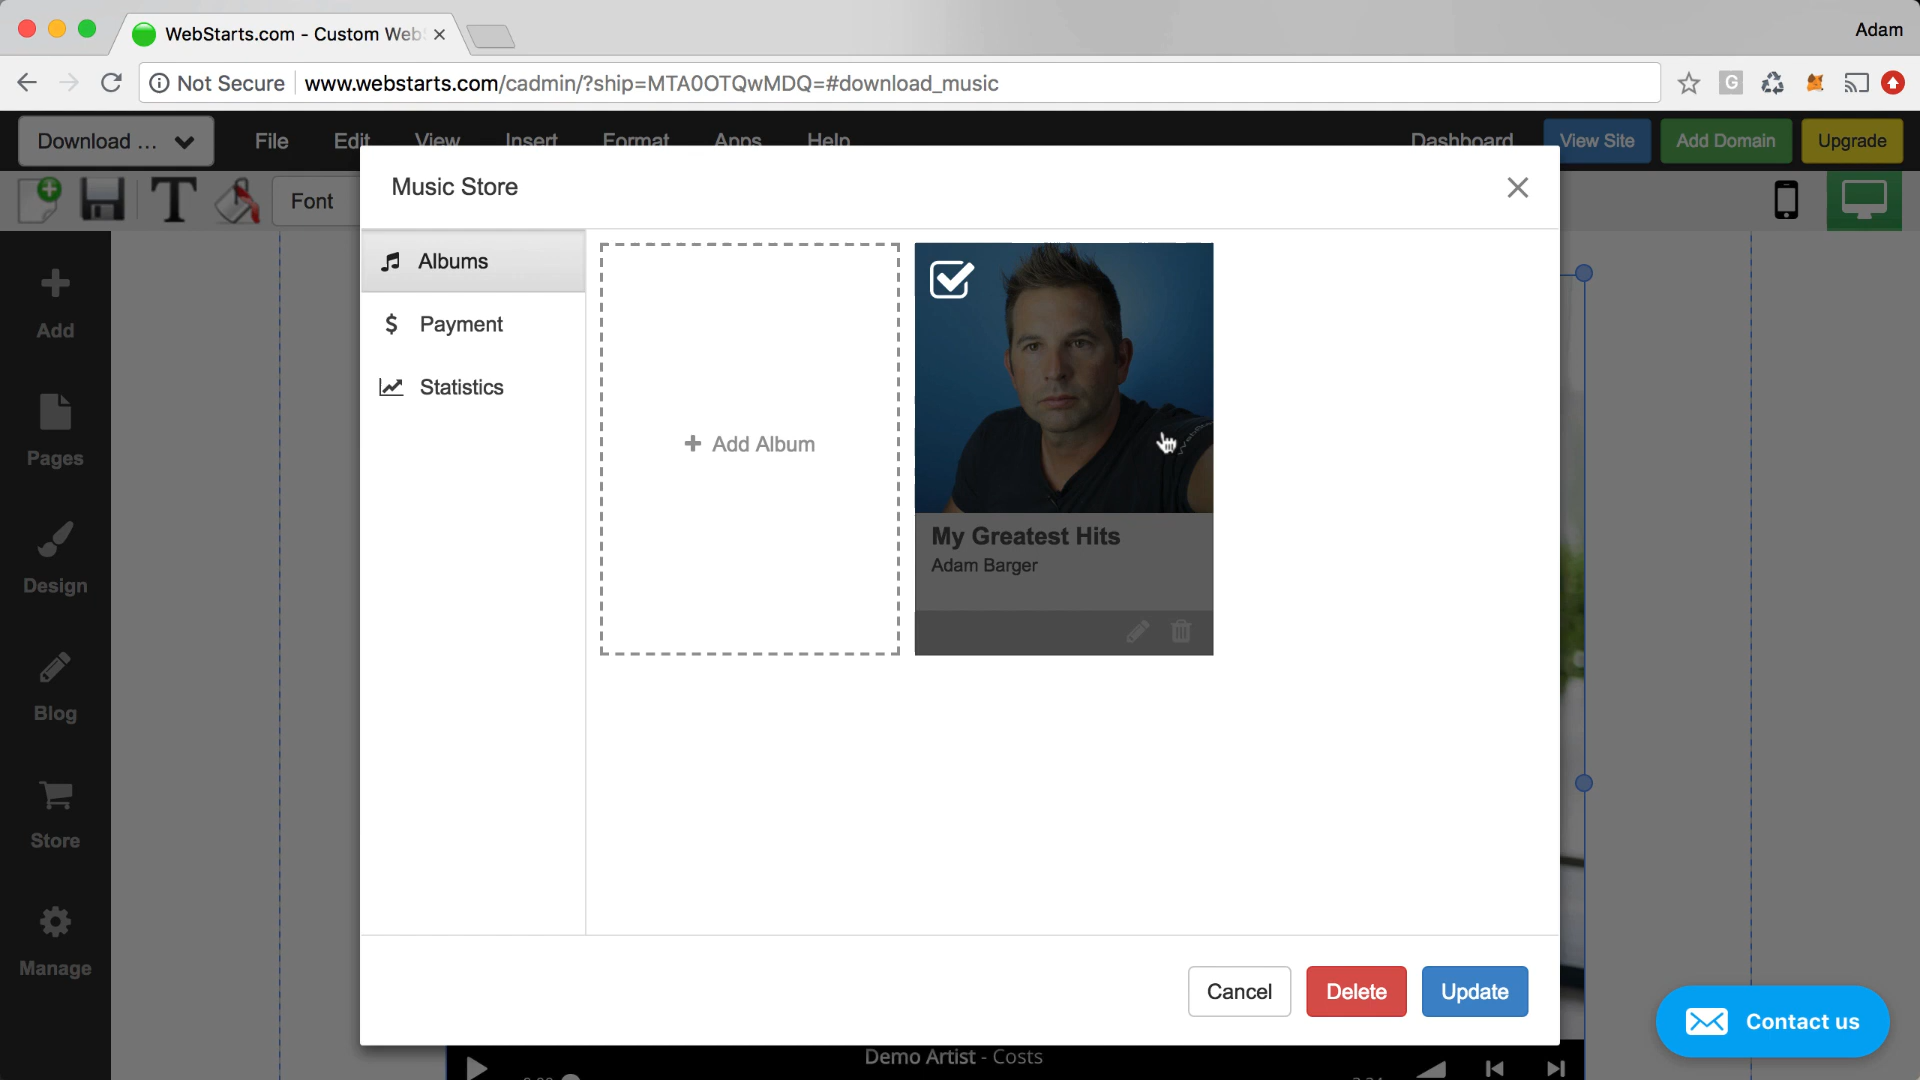 WebStarts.com - Custom Web
Adam
Not Secure
www.webstarts.com/cadmin/?ship=MTA0OTQwMDQ=#download_music
G
Download ...
File
Edit
View
Insert
Format
Apps
Help
Dashboard
View Site
Add Domain
Upgrade
Font
Music Store
Add
Pages
Design
Blog
Store
Manage
Albums
Payment
Statistics
Add Album
My Greatest Hits
Adam Barger
Cancel
Delete
Update
Contact us
Demo Artist - Costs